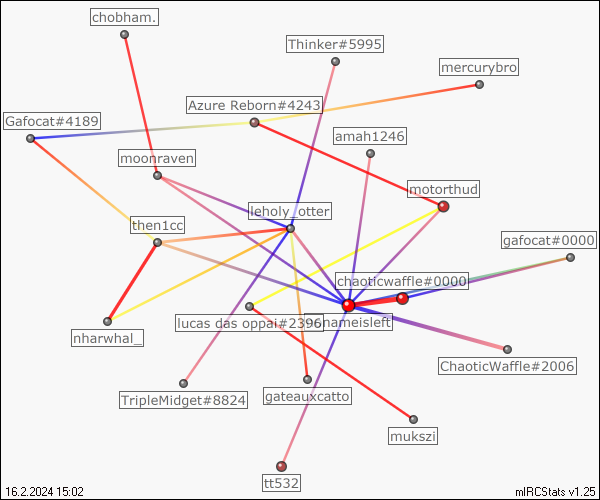 chobham.
Thinker#5995
mercurybro
Azure Reborn#4243
Gafocat#4189
amah1246
moonraven
motorthud
leholy_otter
then1cc
gafocat#0000
chaoticwaffle#0000
lucas das oppai#2396
nameisleft
nharwhal_
ChaoticWaffle#2006
TripleMidget#8824
gateauxcatto
mukszi
tt532
16.2.2024 15:02
mIRCStats v1.25